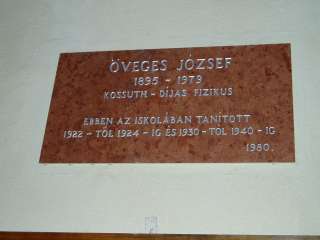 ÖVEGES JÓZSEF
1895 - 1979
KOSSUTH - DÍJAS FIZIKUS
EBBEN AZ ISKOLÁBAN TANÍTOTT
1922 - TŐL 1924 - IG ÉS 1930 - TÓL 1940 - IG
1980.